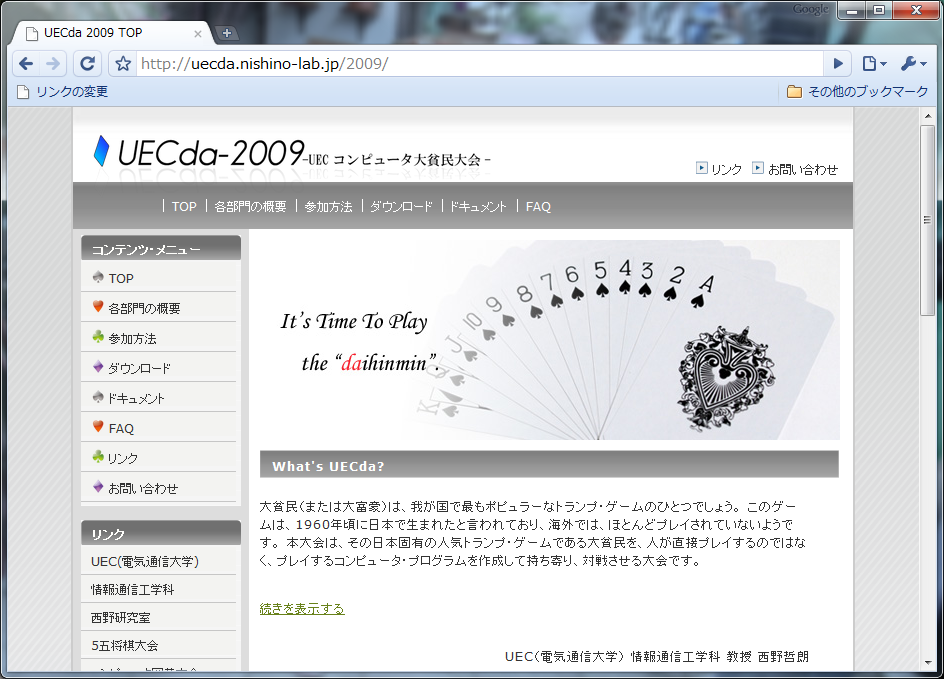 Google
UECda 2009 TOP
http://uecda.nishino-lab.jp/2009/
リンクの変更
その他のブックマーク
UECda-2009-UEC コンピュータ大貧民大会-
リンク お問い合わせ
TOP | 各部門の概要 | 参加方法 | ダウンロード | ドキュメント | FAQ
コンテンツ・メニュー
TOP
各部門の概要
参加方法
ダウンロード
ドキュメント
FAQ
リンク
お問い合わせ
リンク
UEC(電気通信大学)
情報通信工学科
西野研究室
5五将棋大会
It's Time To Play
the "daihinmin".
K Q J 10 9 8 7 6 5 4 3 2 A
What's UECda?
大貧民(または大富豪)は、我が国で最もポピュラーなトランプ・ゲームのひとつでしょう。このゲー
ムは、1960年頃に日本で生まれたと言われており、海外では、ほとんどプレイされていないようで
す。本大会は、その日本固有の人気トランプ・ゲームである大貧民を、人が直接プレイするのではな
く、プレイするコンピュータ・プログラムを作成して持ち寄り、対戦させる大会です。
続きを表示する
UEC(電気通信大学) 情報通信工学科 教授 西野哲朗